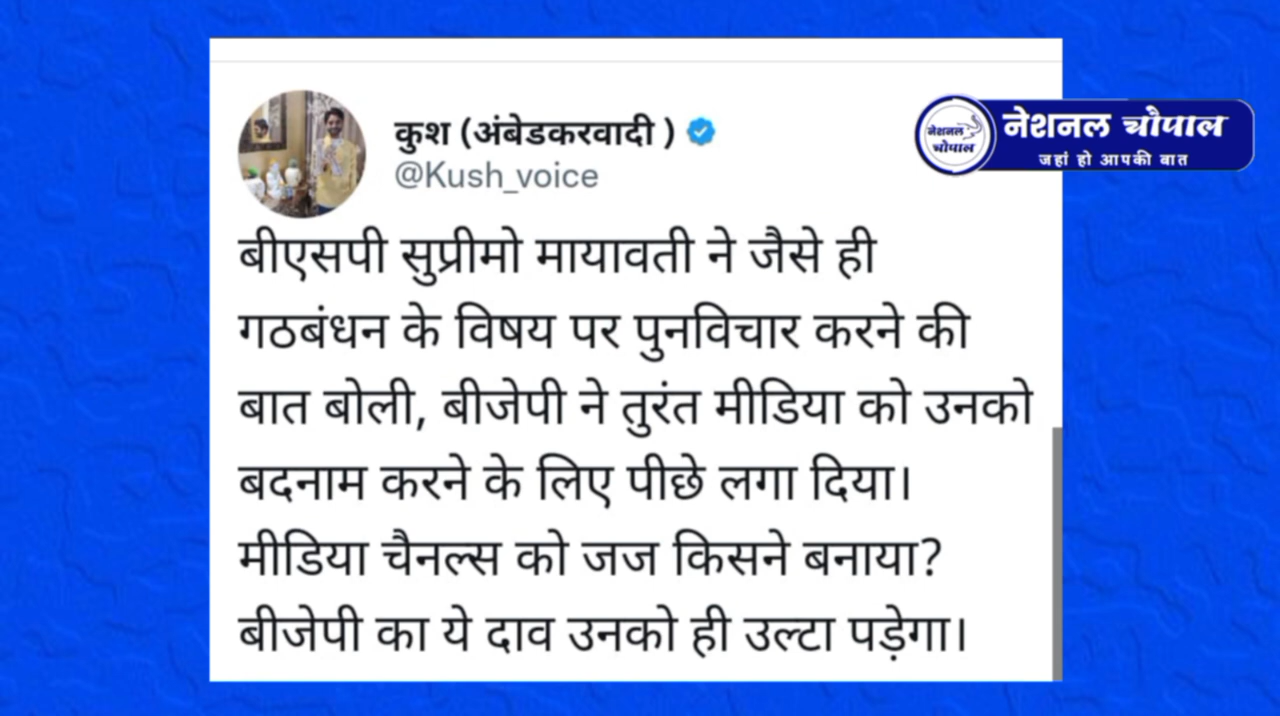 कुश (अंबेडकरवादी )
@Kush_voice
नेशनल
चौपाल
नेशनल चौपाल
जहां हो आपकी बात
बीएसपी सुप्रीमो मायावती ने जैसे ही
गठबंधन के विषय पर पुनविचार करने की
बात बोली, बीजेपी ने तुरंत मीडिया को उनको
बदनाम करने के लिए पीछे लगा दिया।
मीडिया चैनल्स को जज किसने बनाया?
बीजेपी का ये दाव उनको ही उल्टा पड़ेगा।